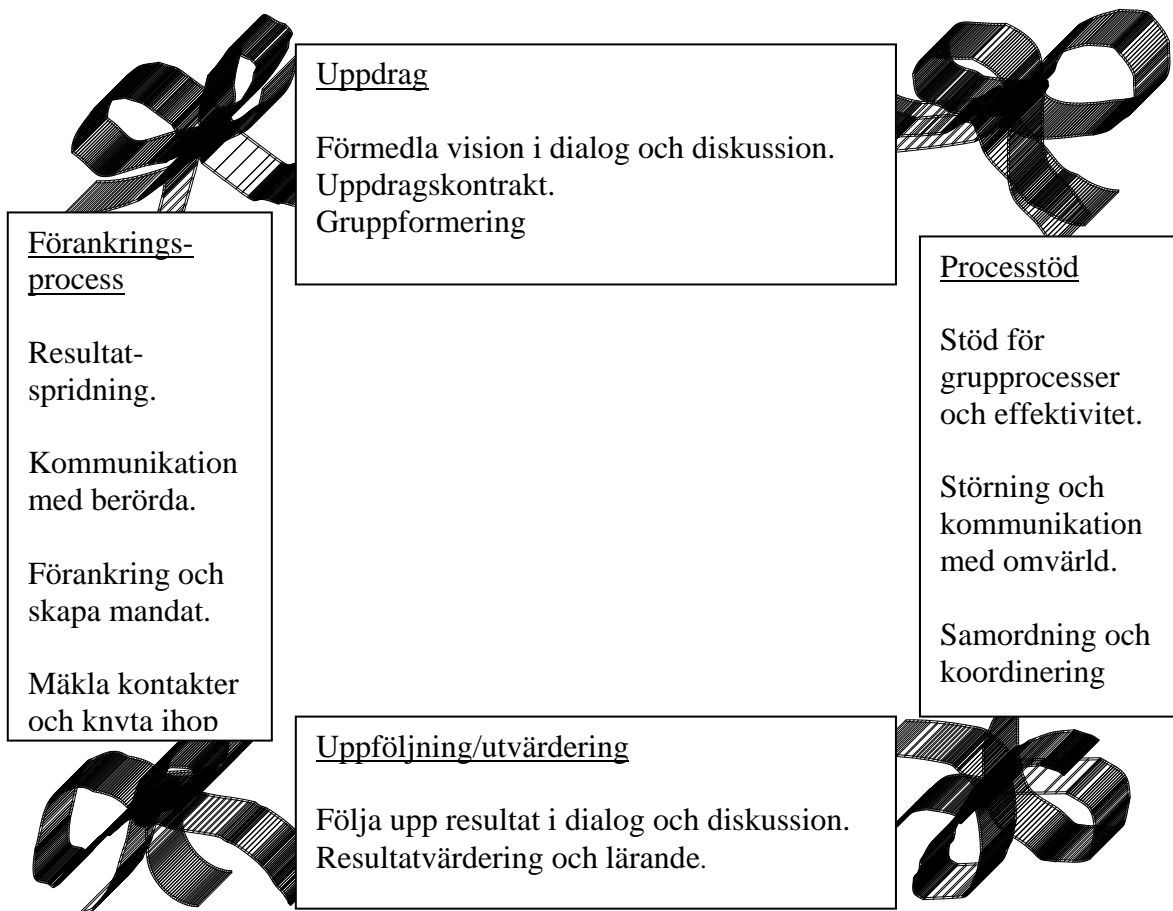 Uppdrag
Förmedla vision i dialog och diskussion.
Uppdragskontrakt.
Gruppformering
Förankrings-
process
Resultat-
spridning.
Kommunikation
med berörda.
Förankring och
skapa mandat.
Mäkla kontakter
och knyta ihop
Processtöd
Stöd för
grupprocesser
och effektivitet.
Störning och
kommunikation
med omvärld.
Samordning och
koordinering
Uppföljning/utvärdering
Följa upp resultat i dialog och diskussion.
Resultatvärdering och lärande.